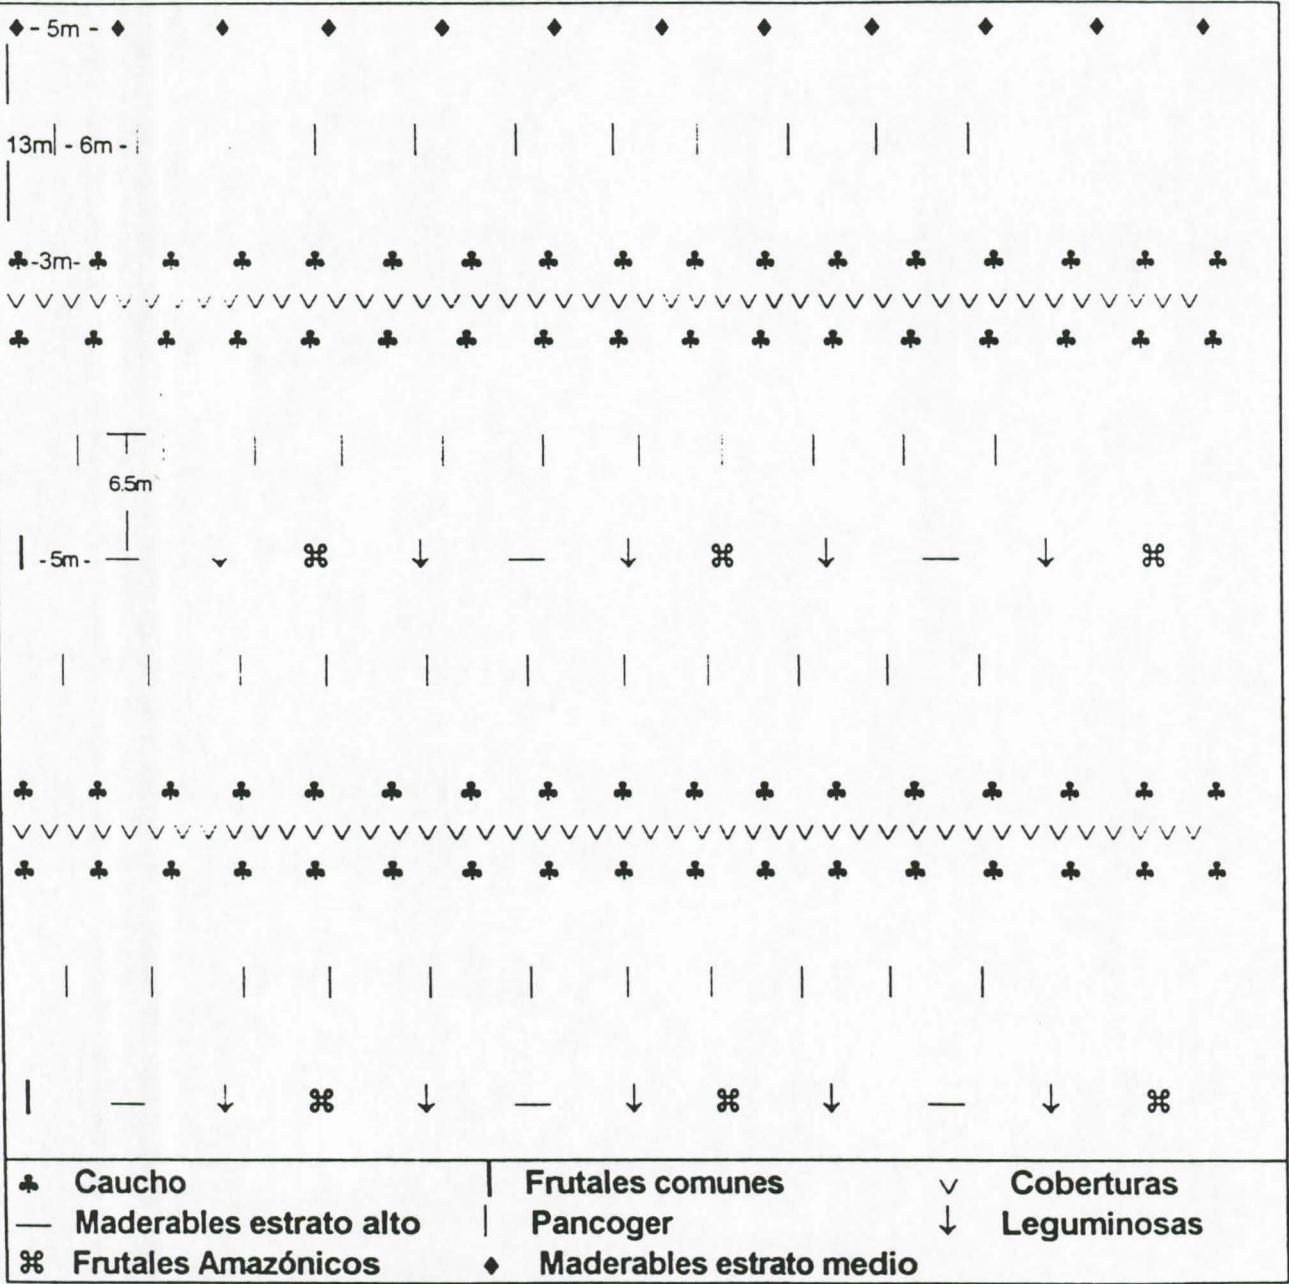 - 5m -
13m - 6m -
-3m-
6.5m
-5m-
Caucho Frutales comunes Coberturas
Maderables estrato alto Pancoger Leguminosas
Frutales Amazónicos Maderables estrato medio